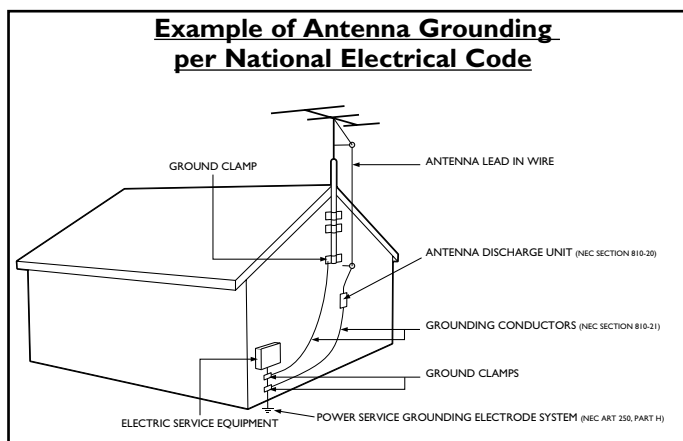 Example of Antenna Grounding
per National Electrical Code
GROUND CLAMP
ANTENNA LEAD IN WIRE
ANTENNA DISCHARGE UNIT (NEC SECTION 810-20)
GROUNDING CONDUCTORS (NEC SECTION 810-21)
GROUND CLAMPS
ELECTRIC SERVICE EQUIPMENT
POWER SERVICE GROUNDING ELECTRODE SYSTEM (NEC ART 250, PART H)